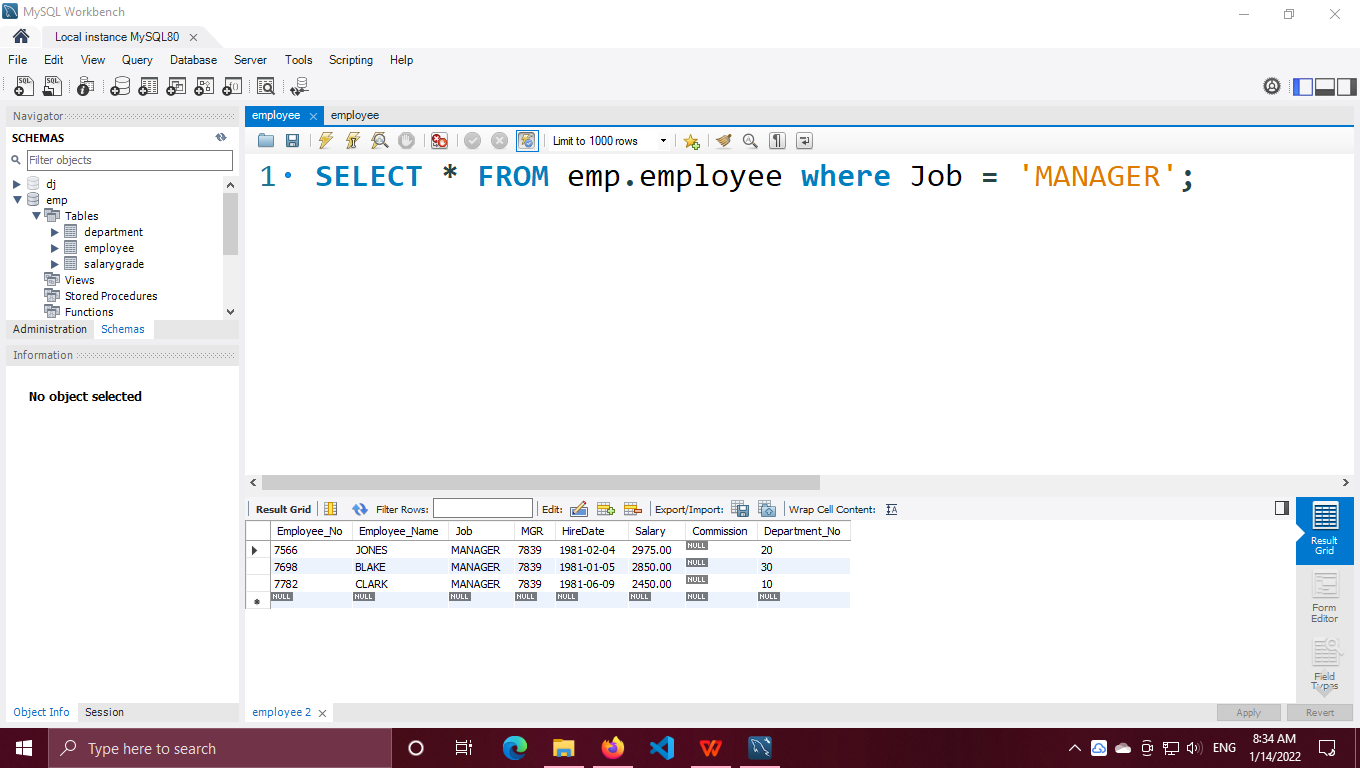 MySQL Workbench
Local instance MySQL80
File Edit View Query Database Server Tools Scripting Help
Navigator
SCHEMAS
Filter objects
dj
emp
Tables
department
employee
salarygrade
Views
Stored Procedures
Functions
Administration Schemas
Information
No object selected
Object Info Session
employee employee
Limit to 1000 rows
1 SELECT * FROM emp.employee where Job = 'MANAGER';
Result Grid Filter Rows: Edit: Export/Import: Wrap Cell Content:
Employee_No Employee_Name Job MGR HireDate Salary Commission Department_No
7566 JONES MANAGER 7839 1981-02-04 2975.00 NULL 20
7698 BLAKE MANAGER 7839 1981-01-05 2850.00 NULL 30
7782 CLARK MANAGER 7839 1981-06-09 2450.00 NULL 10
NULL NULL NULL NULL NULL NULL NULL NULL
Result
Grid
Form
Editor
Field
Types
employee 2
Apply Revert
Type here to search
ENG
8:34 AM
1/14/2022